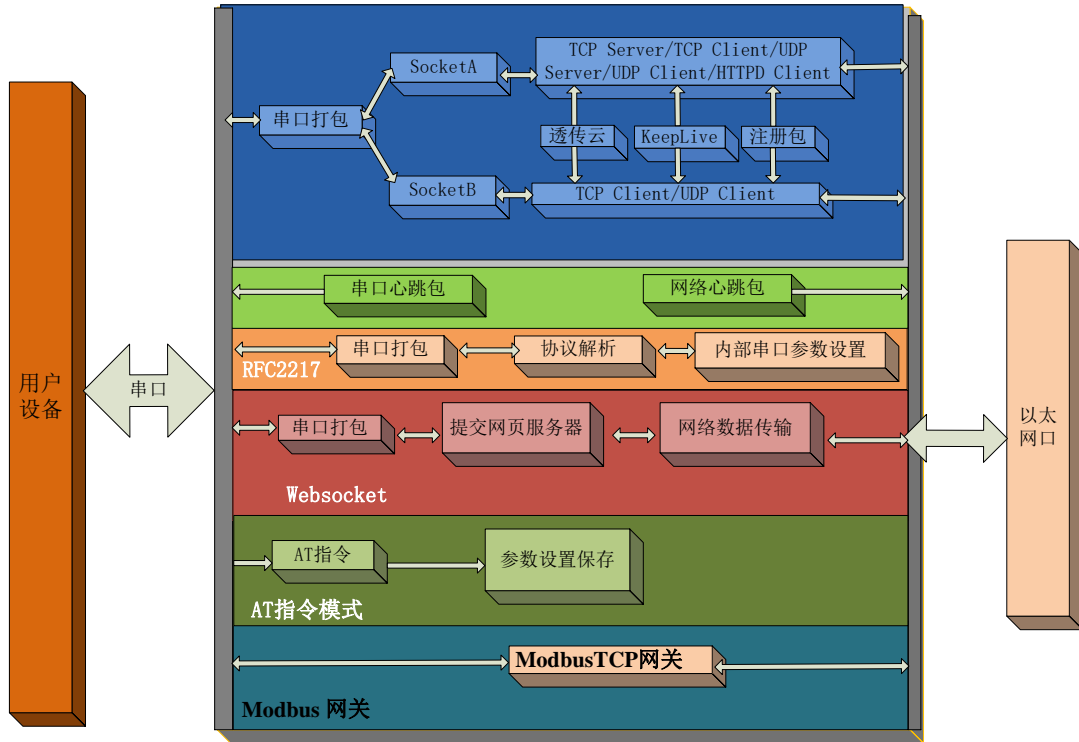 用户
设备
串口
串口打包
SocketA
TCP Server/TCP Client/UDP
Server/UDP Client/HTTPD Client
透传云
KeepLive
注册包
SocketB
TCP Client/UDP Client
串口心跳包
网络心跳包
串口打包
协议解析
内部串口参数设置
RFC2217
串口打包
提交网页服务器
网络数据传输
Websocket
AT指令
参数设置保存
AT指令模式
ModbusTCP网关
Modbus 网关
以太
网口